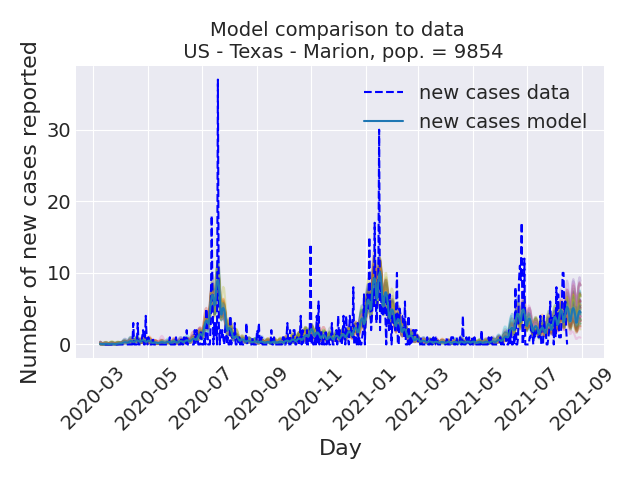 Model comparison to data
US - Texas - Marion, pop. = 9854
Number of new cases reported
30
20
10
0
new cases data
new cases model
2020-03
2020-05
2020-07
2020-09
2020-11
2021-01
2021-03
2021-05
2021-07
2021-09
Day